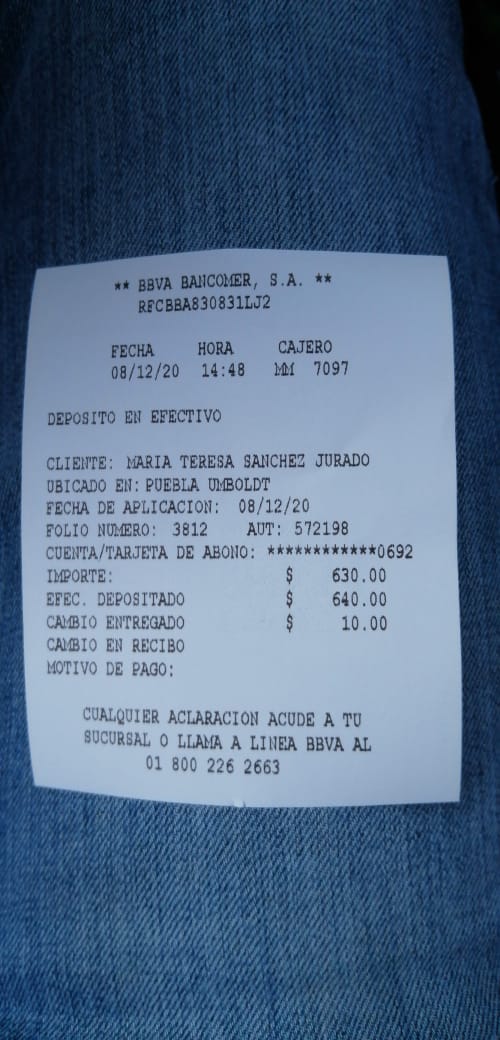 ** BBVA BANCOMER, S.A. **
RFCBBA830831LJ2
FECHA HORA CAJERO
08/12/20 14:48 MM 7097
DEPOSITO EN EFECTIVO
CLIENTE: MARIA TERESA SANCHEZ JURADO
UBICADO EN: PUEBLA UMBOLDT
FECHA DE APLICACION: 08/12/20
FOLIO NUMERO: 3812 AUT: 572198
CUENTA/TARJETA DE ABONO: ************0692
IMPORTE: $ 630.00
EFEC. DEPOSITADO $ 640.00
CAMBIO ENTREGADO $ 10.00
CAMBIO EN RECIBO
MOTIVO DE PAGO:
CUALQUIER ACLARACION ACUDE A TU
SUCURSAL O LLAMA A LINEA BBVA AL
01 800 226 2663